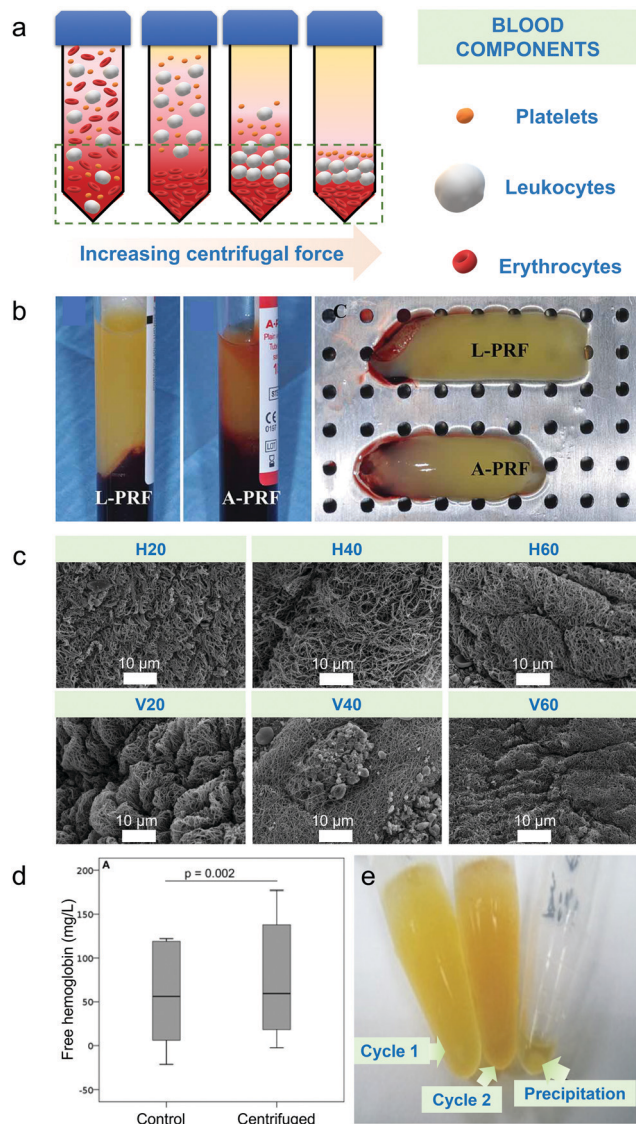 a
BLOOD
COMPONENTS
Platelets
Leukocytes
Erythrocytes
Increasing centrifugal force
b
L-PRF
A-PRF
CE
C
L-PRF
A-PRF
c
H20
H40
H60
10 µm
10 µm
10 µm
V20
V40
V60
10 µm
10 µm
10 µm
d
A
p = 0.002
Free hemoglobin (mg/L)
200
150
100
50
0
-50
Control
Centrifuged
e
Cycle 1
Cycle 2
Precipitation